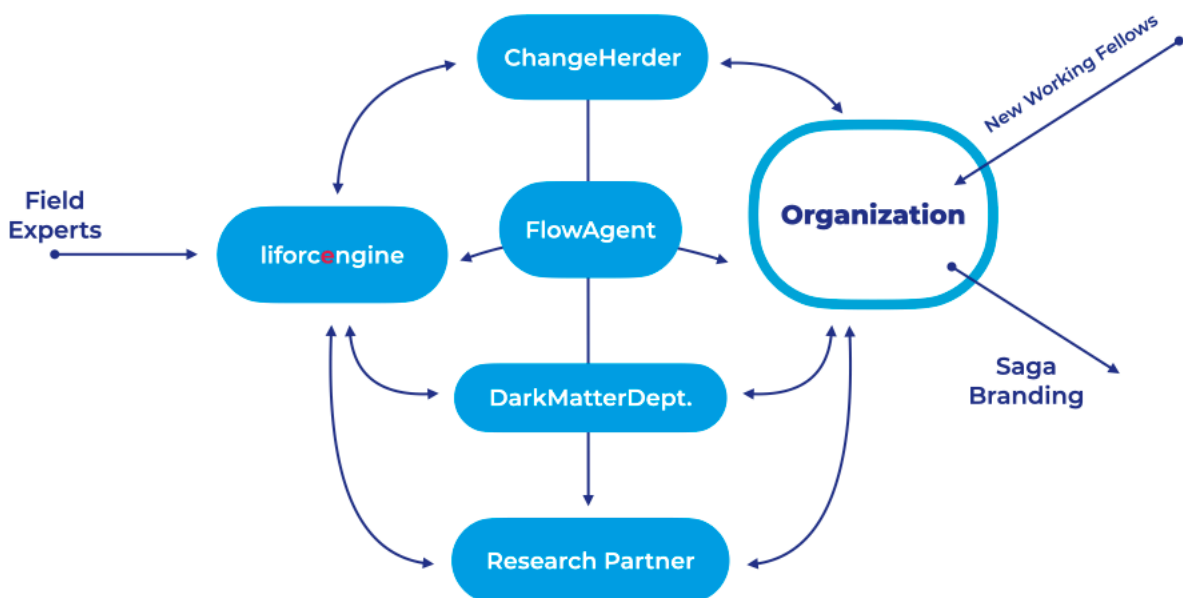 ChangeHerder
New Working Fellows
Field
Experts
liforcengine
FlowAgent
Organization
DarkMatterDept.
Saga
Branding
Research Partner